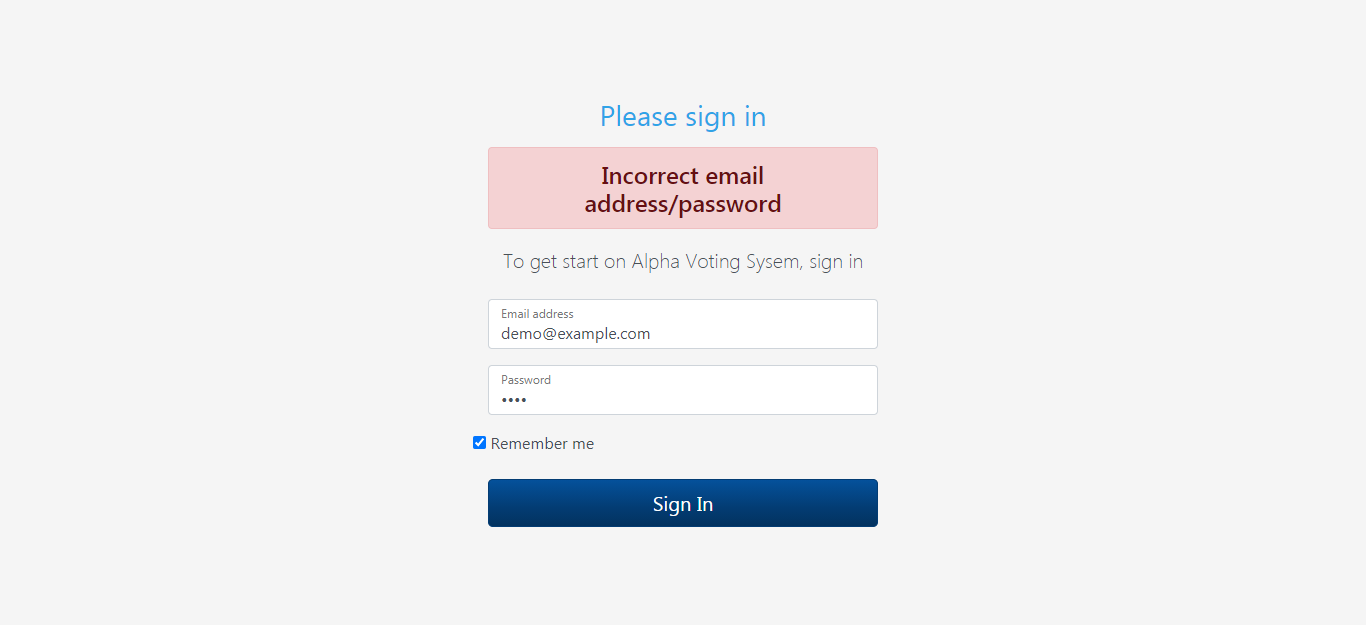 Please sign in
Incorrect email
address/password
To get start on Alpha Voting Sysem, sign in
Email address
demo@example.com
Password
••••
Remember me
Sign In